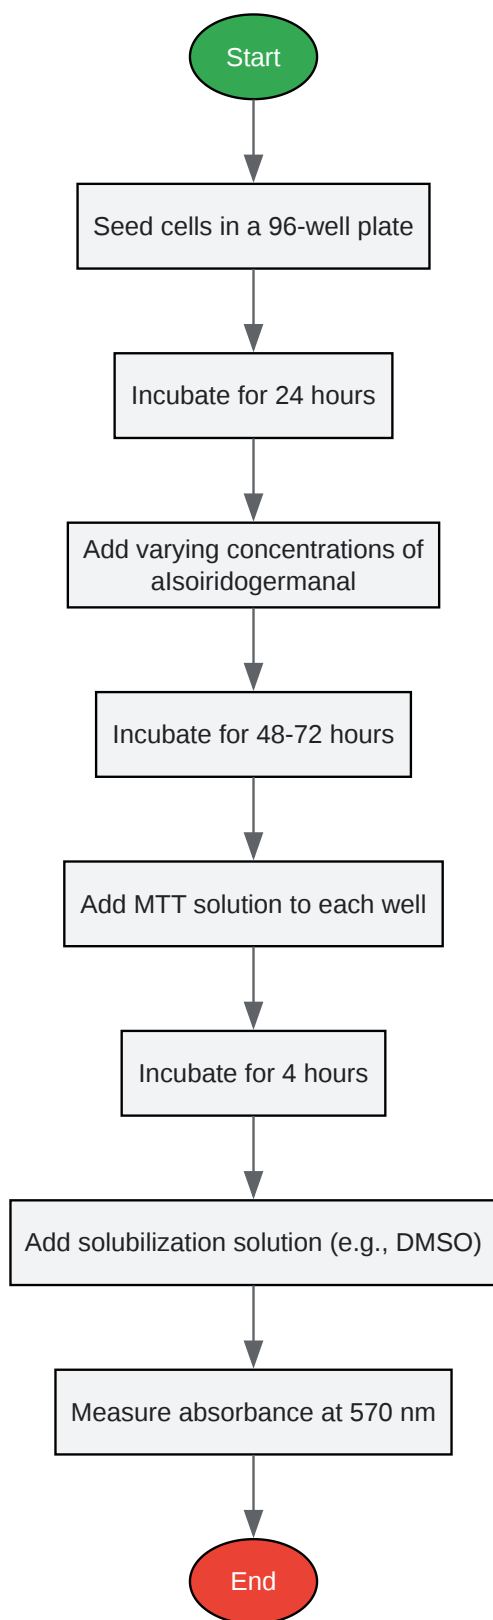 Start
Seed cells in a 96-well plate
Incubate for 24 hours
Add varying concentrations of
aIsoiridogermanal
Incubate for 48-72 hours
Add MTT solution to each well
Incubate for 4 hours
Add solubilization solution (e.g., DMSO)
Measure absorbance at 570 nm
End